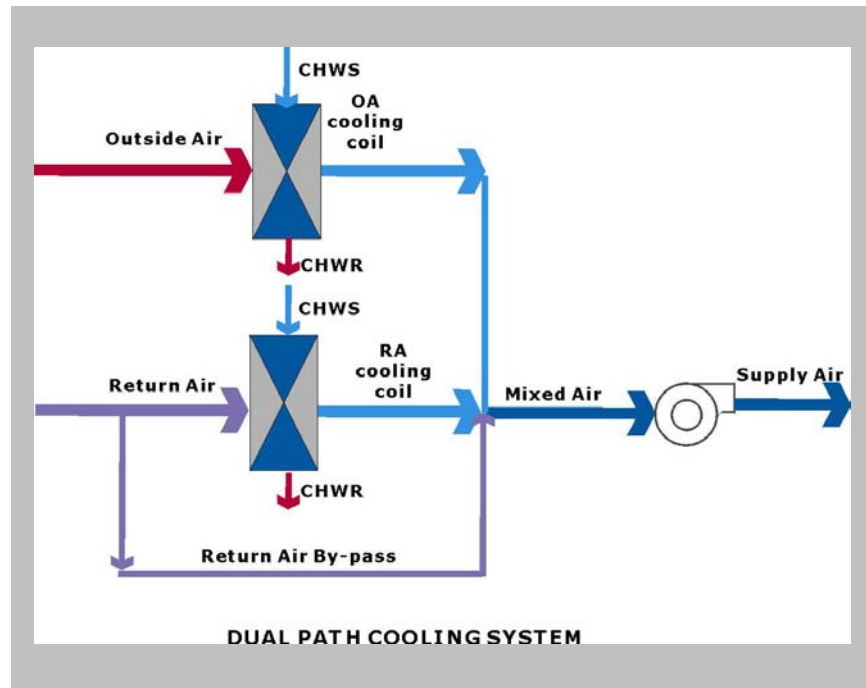 CHWS
OA
cooling
coil
Outside Air
CHWR
CHWS
RA
cooling
coil
Return Air
Mixed Air
Supply Air
CHWR
Return Air By-pass
DUAL PATH COOLING SYSTEM